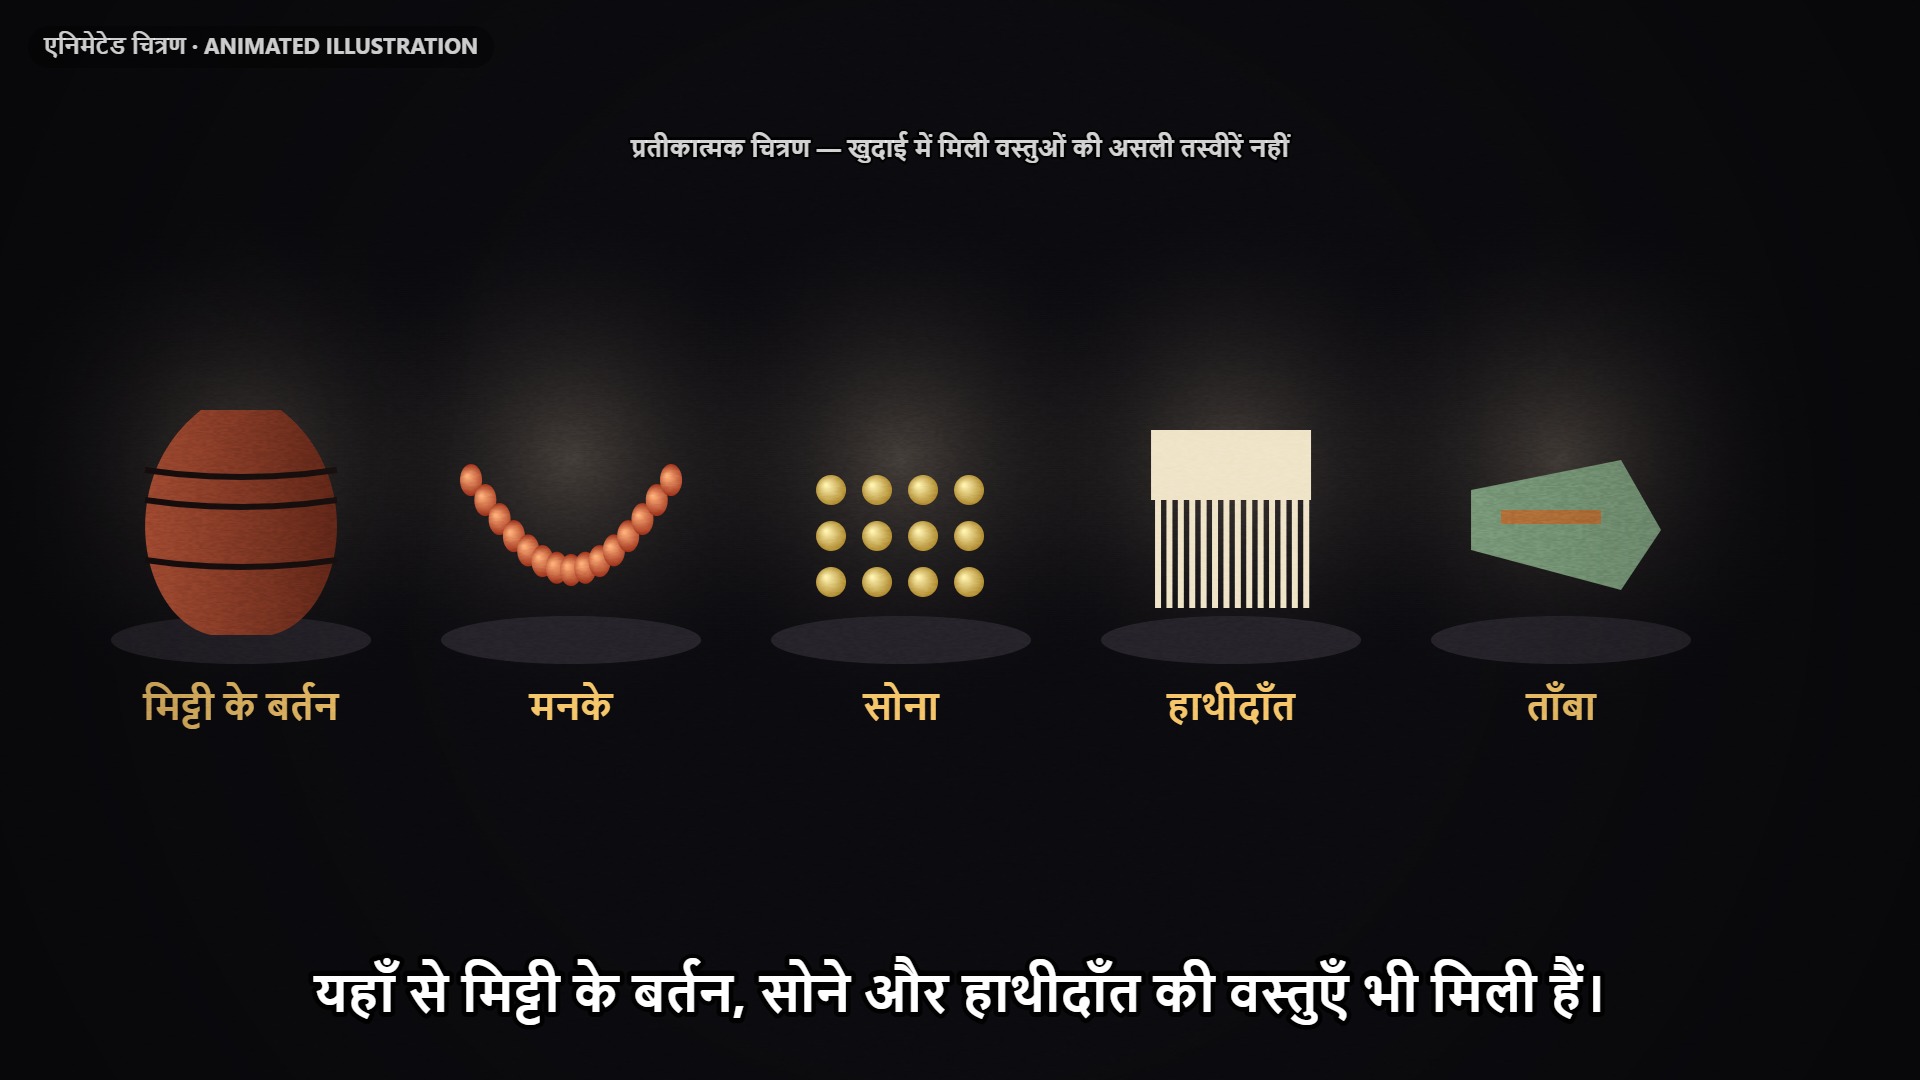 एनिमेटेड चित्रण · ANIMATED ILLUSTRATION
प्रतीकात्मक चित्रण — खुदाई में मिली वस्तुओं की असली तस्वीरें नहीं
मिट्टी के बर्तन
मनके
सोना
हाथीदाँत
ताँबा
यहाँ से मिट्टी के बर्तन, सोने और हाथीदाँत की वस्तुएँ भी मिली हैं।